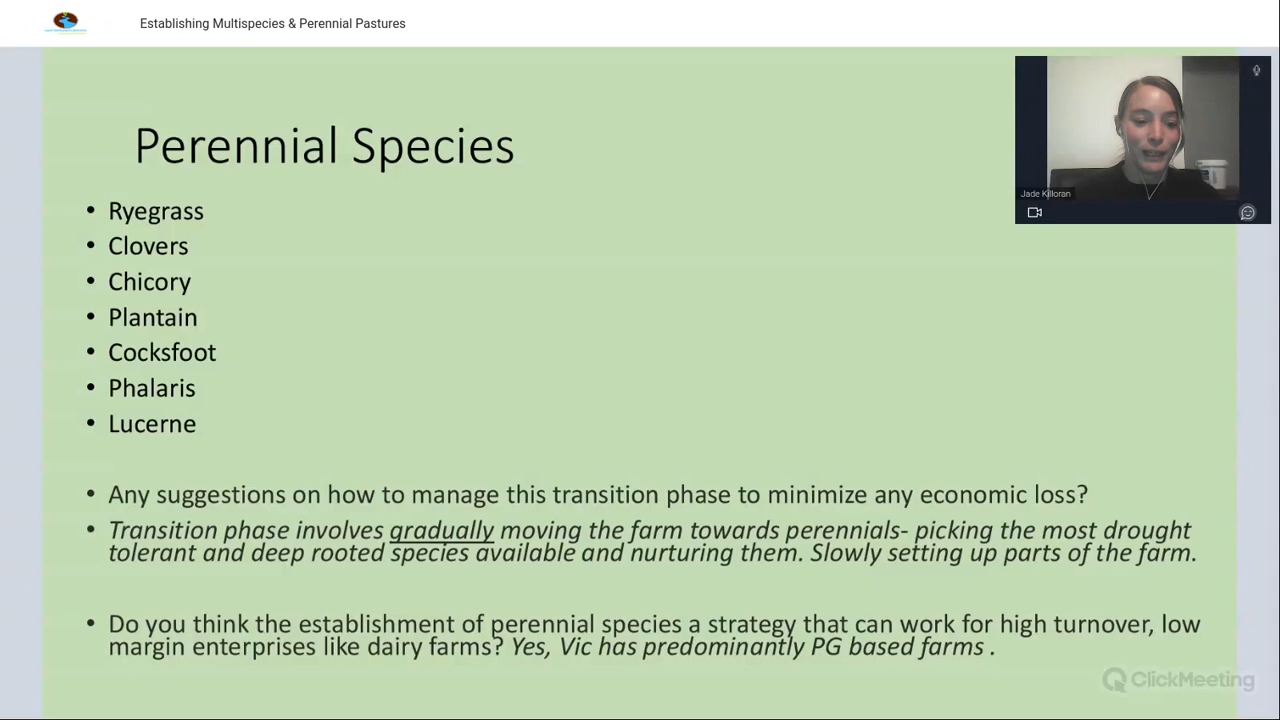 Establishing Multispecies & Perennial Pastures
Perennial Species
Jade Killoran
• Ryegrass
• Clovers
• Chicory
• Plantain
• Cocksfoot
• Phalaris
• Lucerne
• Any suggestions on how to manage this transition phase to minimize any economic loss?
• Transition phase involves gradually moving the farm towards perennials- picking the most drought
tolerant and deep rooted species available and nurturing them. Slowly setting up parts of the farm.
• Do you think the establishment of perennial species a strategy that can work for high turnover, low
margin enterprises like dairy farms? Yes, Vic has predominantly PG based farms .
ClickMeeting